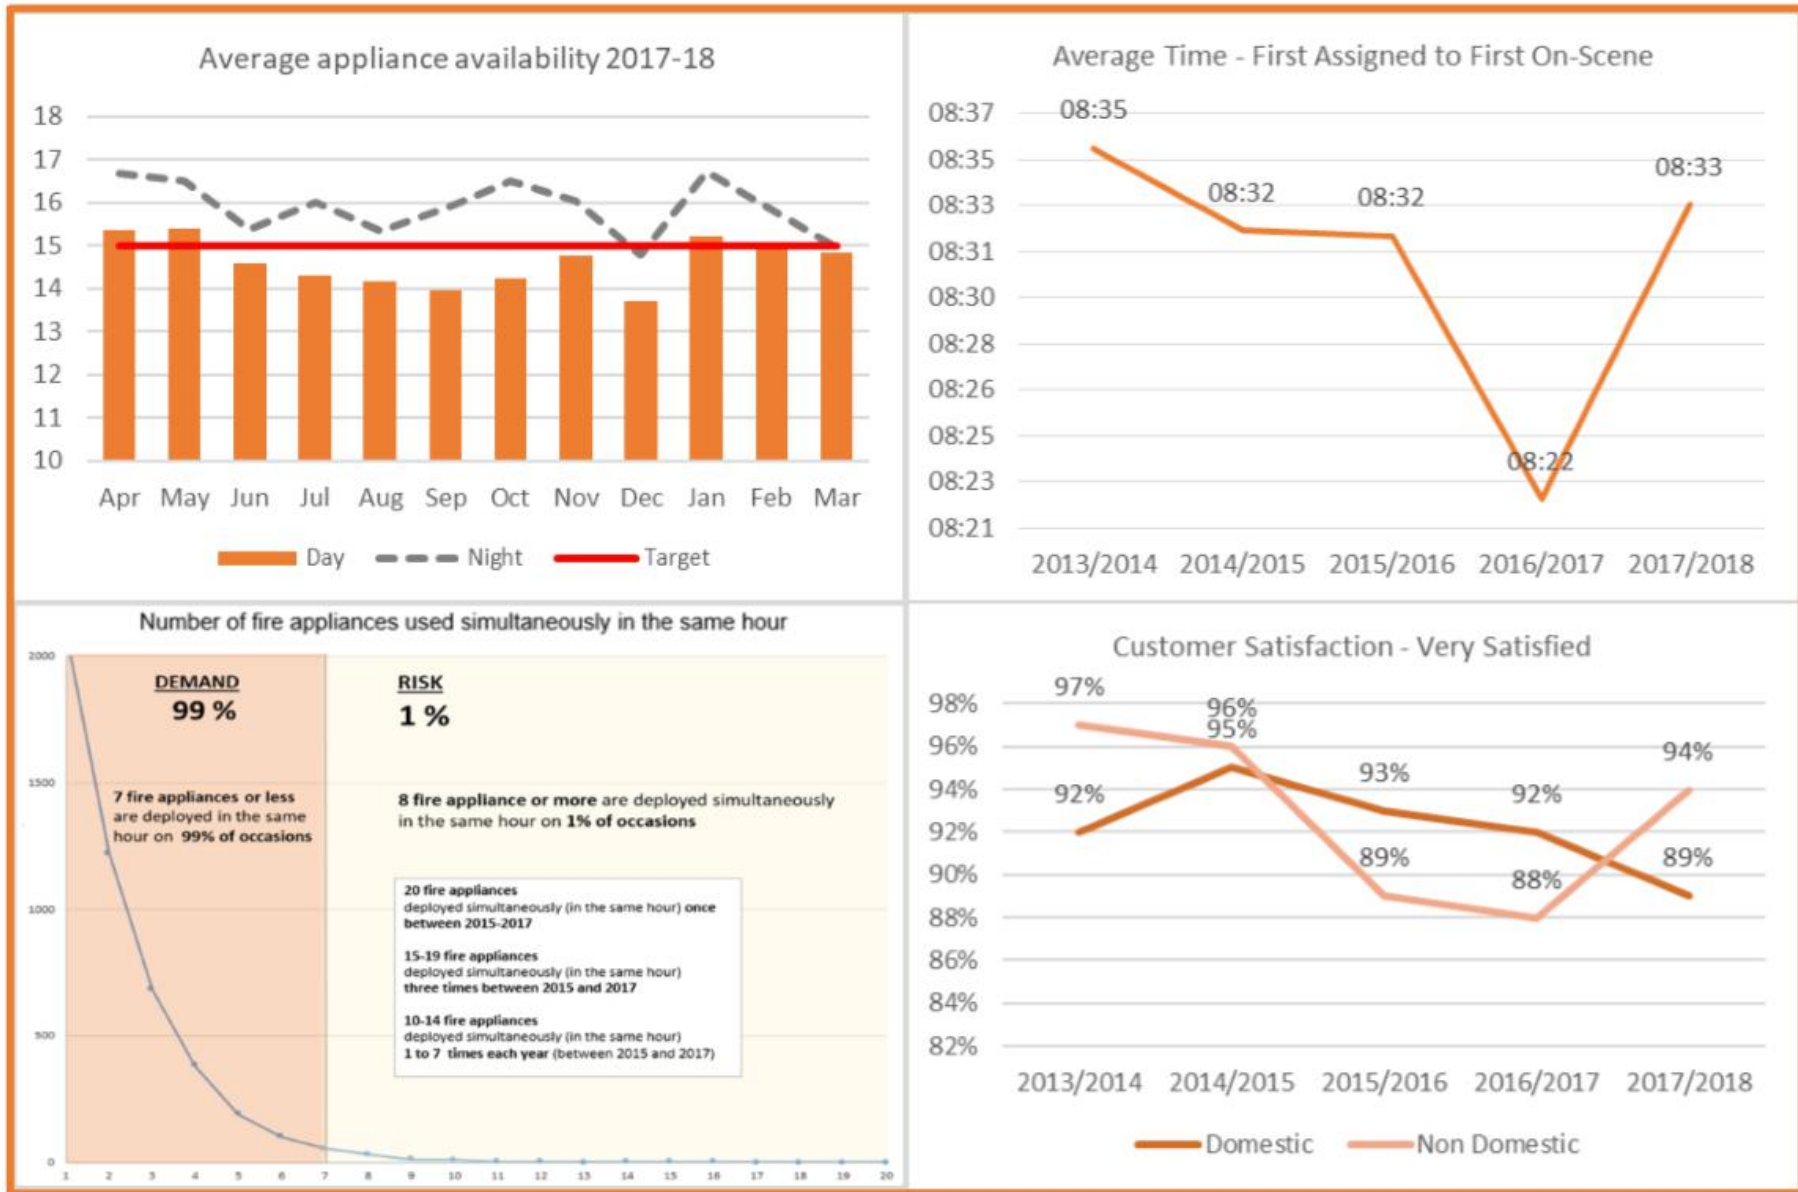 Average appliance availability 2017-18
18
17
16
15
14
13
12
11
10
Apr May Jun Jul Aug Sep Oct Nov Dec Jan Feb Mar
Day Night Target
Average Time - First Assigned to First On-Scene
08:37
08:35
08:33
08:31
08:30
08:28
08:26
08:25
08:23
08:21
08:35
08:32
08:32
08:22
08:33
2013/2014 2014/2015 2015/2016 2016/2017 2017/2018
Number of fire appliances used simultaneously in the same hour
2000
1500
1000
500
0
DEMAND
99 %
7 fire appliances or less
are deployed in the same
hour on 99% of occasions
RISK
1 %
8 fire appliance or more are deployed simultaneously
in the same hour on 1% of occasions
20 fire appliances
deployed simultaneously (in the same hour) once
between 2015-2017
15-19 fire appliances
deployed simultaneously (in the same hour)
three times between 2015 and 2017
10-14 fire appliances
deployed simultaneously (in the same hour)
1 to 7 times each year (between 2015 and 2017)
1 2 3 4 5 6 7 8 9 10 11 12 13 14 15 16 17 18 19 20
Customer Satisfaction - Very Satisfied
98%
96%
94%
92%
90%
88%
86%
84%
82%
97%
96%
95%
92%
93%
89%
92%
88%
94%
89%
2013/2014 2014/2015 2015/2016 2016/2017 2017/2018
Domestic Non Domestic